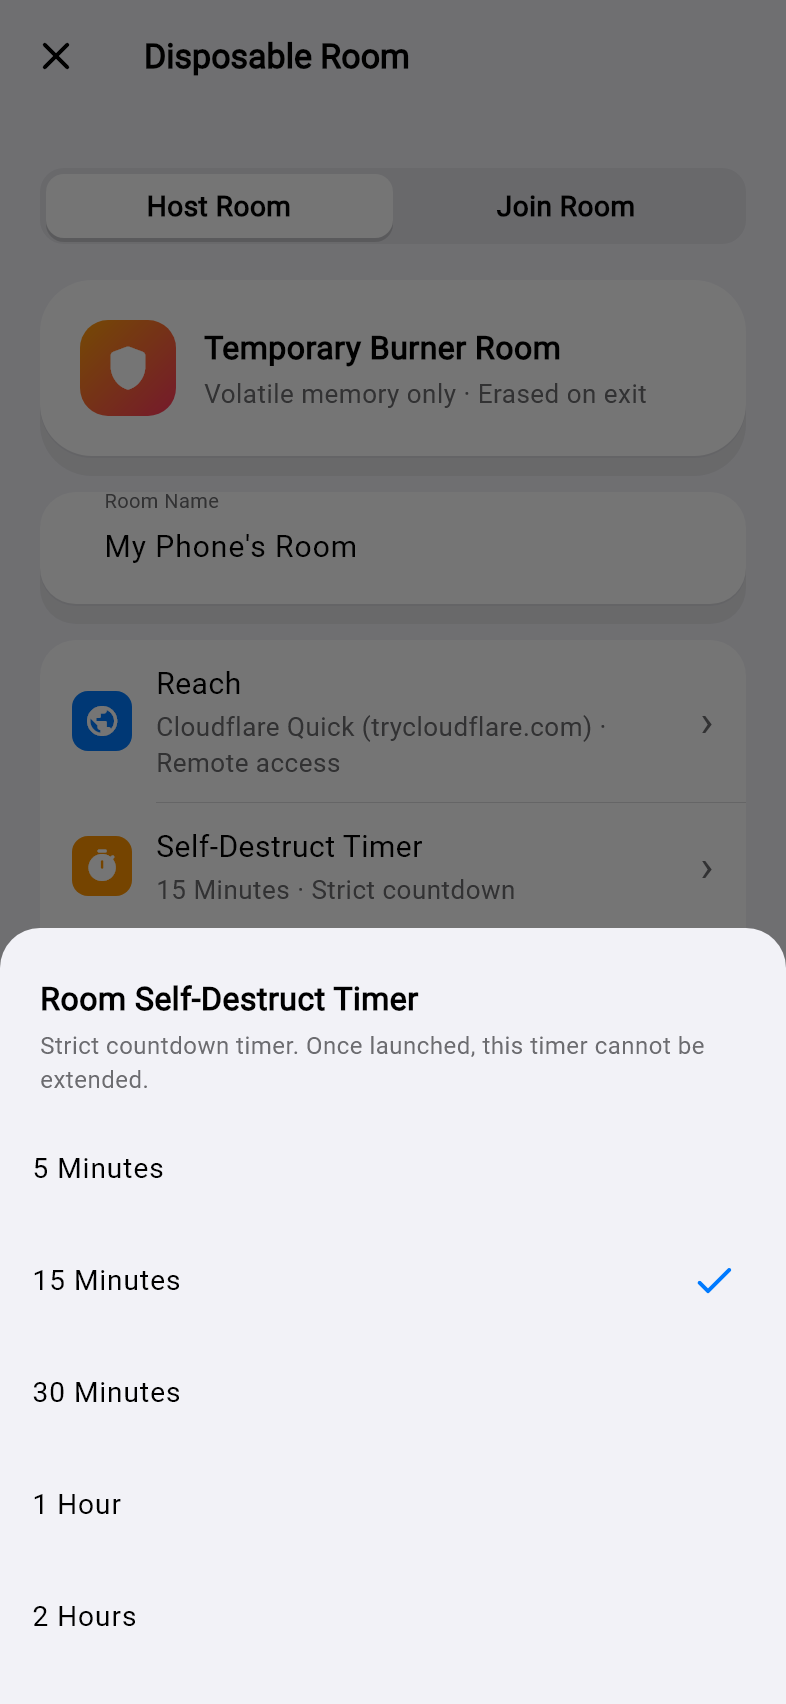 Disposable Room
Host Room
Join Room
Temporary Burner Room
Volatile memory only · Erased on exit
Room Name
My Phone's Room
Reach
Cloudflare Quick (trycloudflare.com) ·
Remote access
Self-Destruct Timer
15 Minutes · Strict countdown
Room Self-Destruct Timer
Strict countdown timer. Once launched, this timer cannot be
extended.
5 Minutes
15 Minutes
30 Minutes
1 Hour
2 Hours